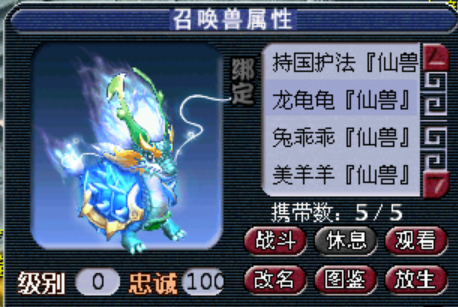 召唤兽属性
绑定
持国护法『仙兽
龙龟龟『仙兽』
兔乖乖『仙兽』
美羊羊『仙兽』
携带数：5/5
战斗 休息 观看
级别 0 忠诚 100
改名 图鉴 放生